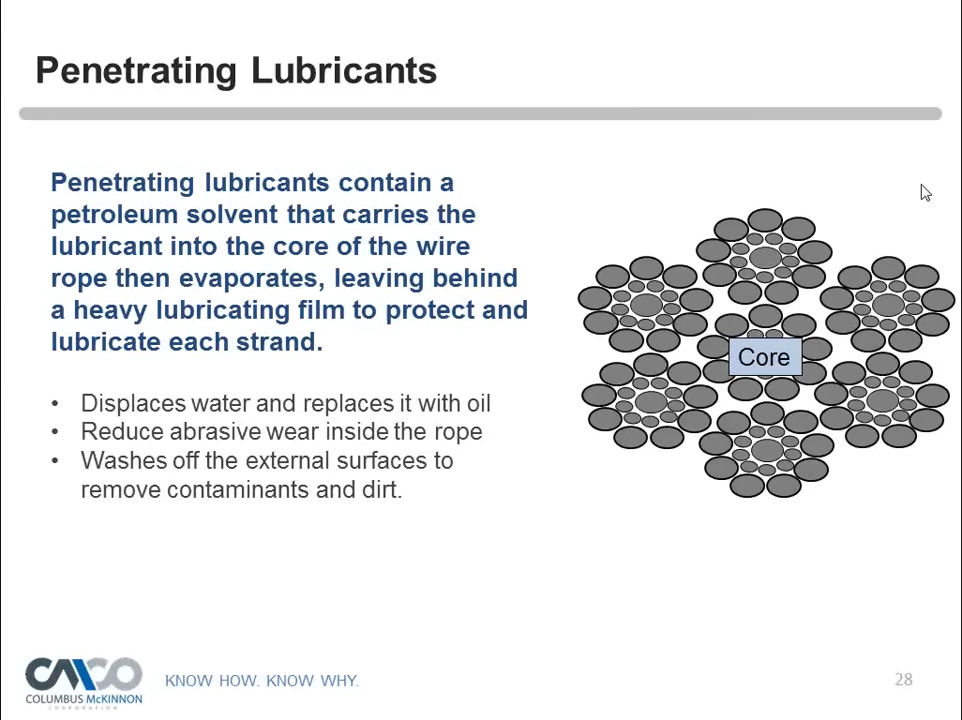 Penetrating Lubricants
Penetrating lubricants contain a
petroleum solvent that carries the
lubricant into the core of the wire
rope then evaporates, leaving behind
a heavy lubricating film to protect and
lubricate each strand.
• Displaces water and replaces it with oil
• Reduce abrasive wear inside the rope
• Washes off the external surfaces to
remove contaminants and dirt.
Core
CMCO
COLUMBUS McKINNON
CORPORATION
KNOW HOW. KNOW WHY.
28